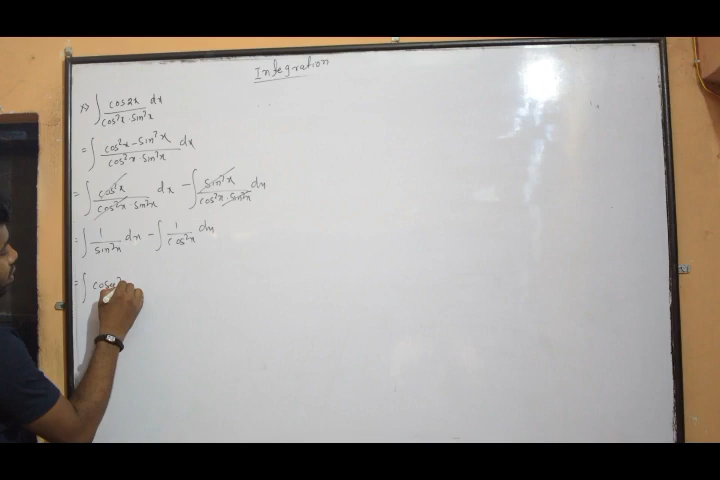 Integration
⇒ ∫ cos2x / cos²x · sin²x dx
= ∫ cos²x - sin²x / cos²x · sin²x dx
= ∫ cos²x / cos²x · sin²x dx - ∫ sin²x / cos²x · sin²x dx
= ∫ 1 / sin²x dx - ∫ 1 / cos²x dx
= ∫